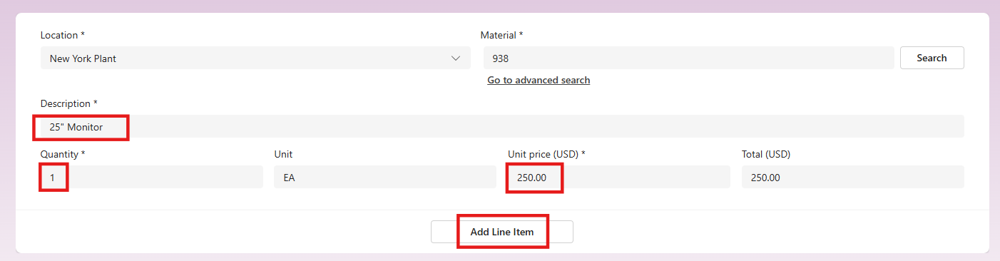 Location * Material *
New York Plant 938 Search
Go to advanced search
Description *
25" Monitor
Quantity * Unit Unit price (USD) * Total (USD)
1 EA 250.00 250.00
Add Line Item